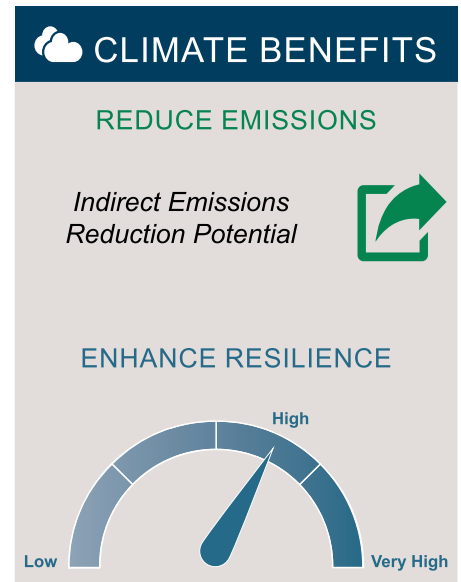 CLIMATE BENEFITS
REDUCE EMISSIONS
Indirect Emissions
Reduction Potential
ENHANCE RESILIENCE
High
Low
Very High